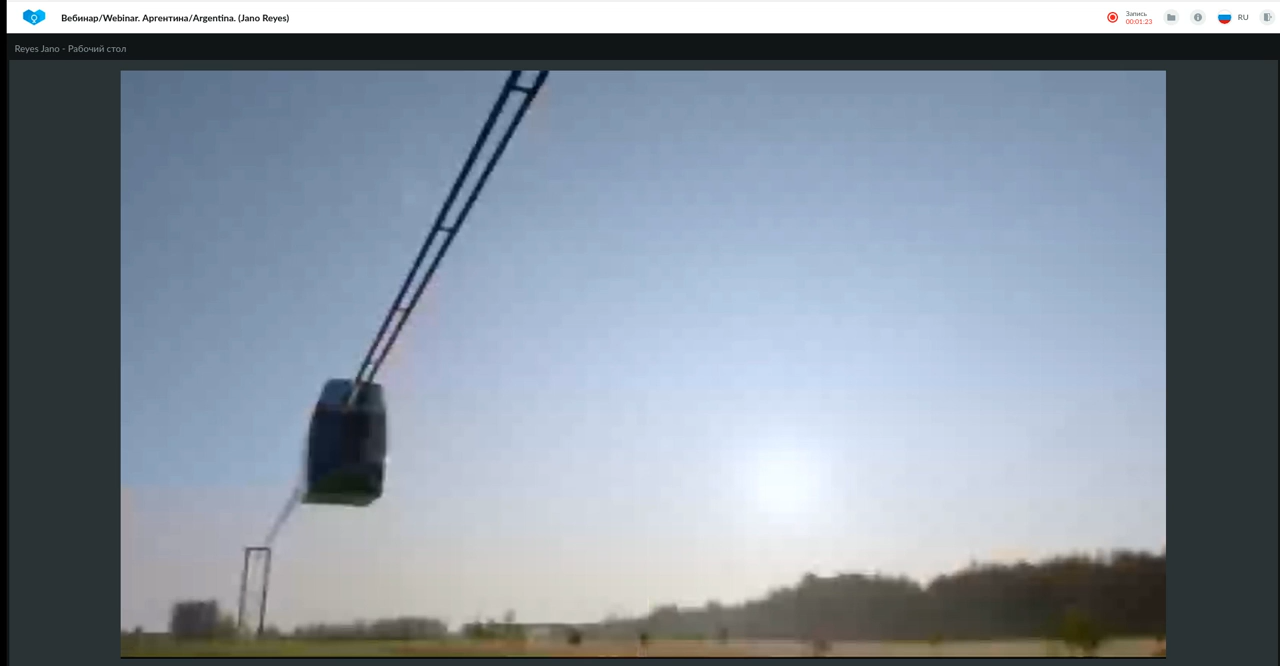 Вебинар/Webinar. Аргентина/Argentina. (Jano Reyes)
Запись
00:01:23
RU
Reyes Jano - Рабочий стол